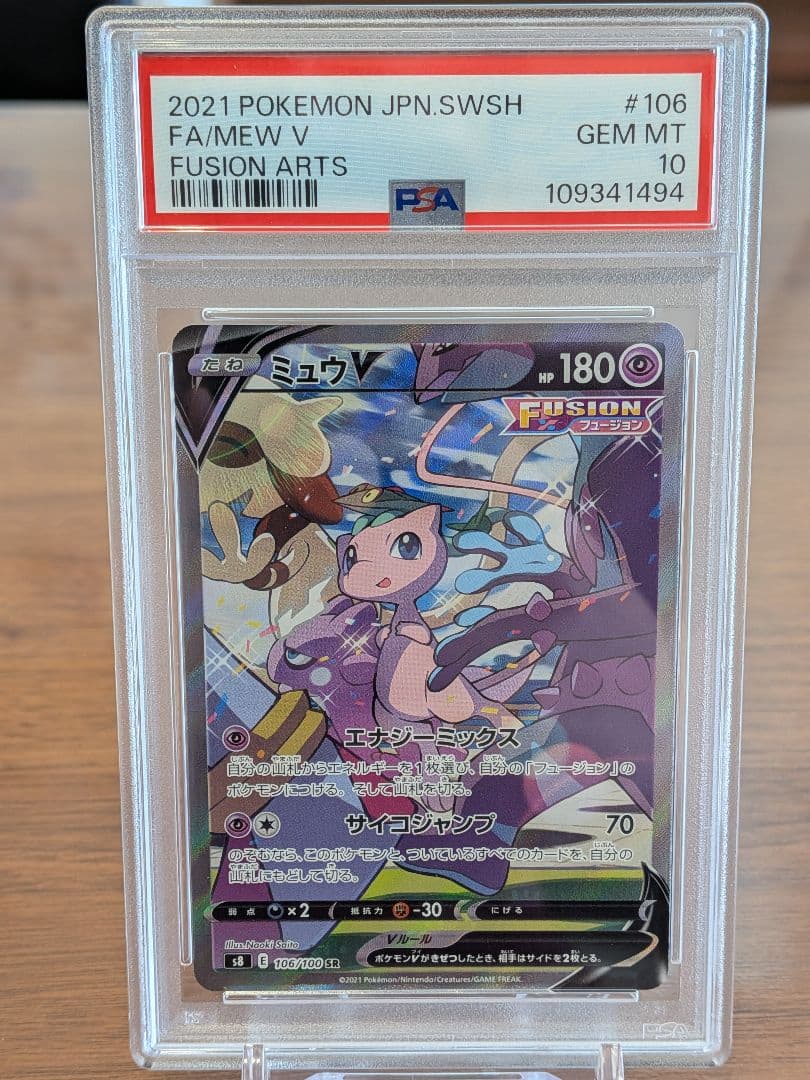 2021 POKEMON JPN.SWSH #106
FA/MEW V GEM MT
FUSION ARTS 10
PSA 109341494
たね ミュウV HP 180
FUSION
フュージョン
エナジーミックス
自分の山札からエネルギーを1枚選び、自分の「フュージョン」の
ポケモンにつける。そして山札を切る。
サイコジャンプ 70
のぞむなら、このポケモンと、ついているすべてのカードを、自分の
山札にもどして切る。
弱点 ×2 抵抗力 -30 にげる
Illus. Naoki Saito
Vルール
ポケモンVがきぜつしたとき、相手はサイドを2枚とる。
s8 E 106/100 SR
©2021 Pokémon/Nintendo/Creatures/GAME FREAK.
PSA